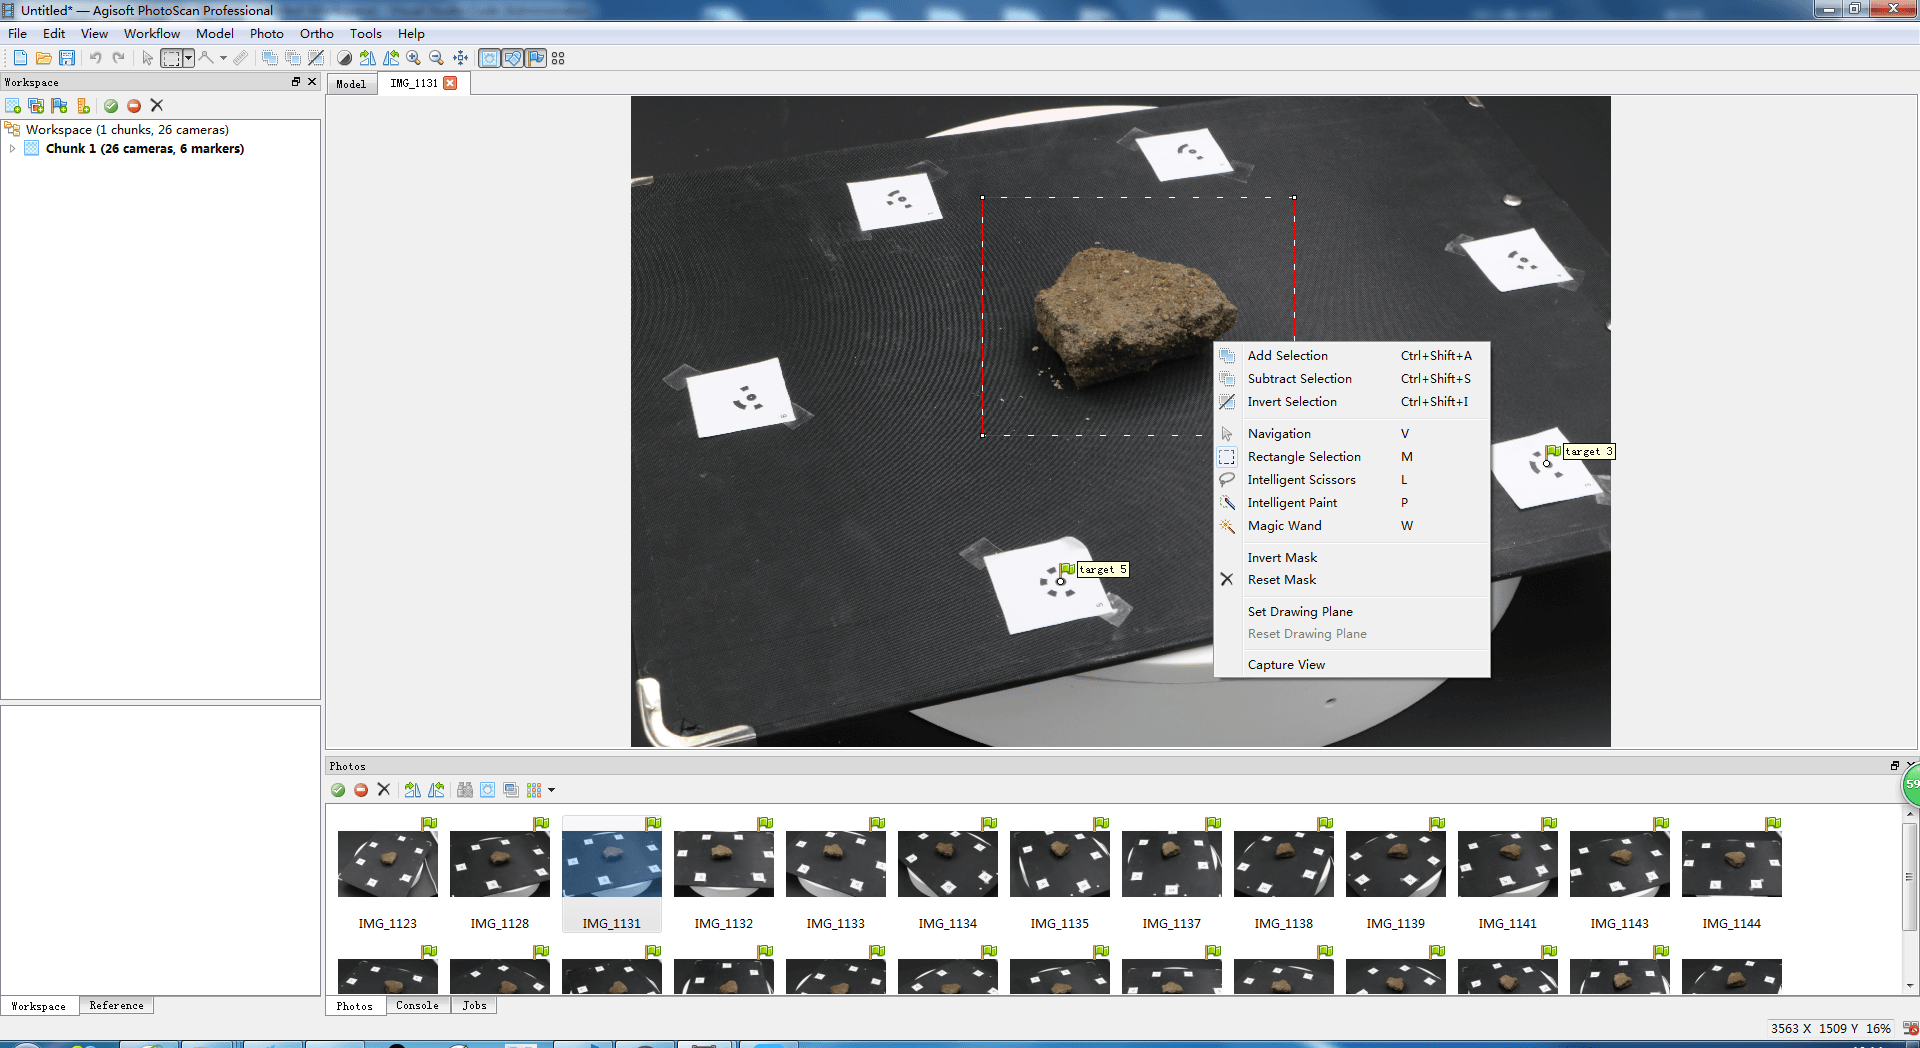 Untitled* — Agisoft PhotoScan Professional
File Edit View Workflow Model Photo Ortho Tools Help
Workspace
Model IMG_1131
Workspace (1 chunks, 26 cameras)
Chunk 1 (26 cameras, 6 markers)
Add Selection Ctrl+Shift+A
Subtract Selection Ctrl+Shift+S
Invert Selection Ctrl+Shift+I
Navigation V
Rectangle Selection M
Intelligent Scissors L
Intelligent Paint P
Magic Wand W
Invert Mask
Reset Mask
Set Drawing Plane
Reset Drawing Plane
Capture View
target 3
target 5
5
Photos
59
IMG_1123 IMG_1128 IMG_1131 IMG_1132 IMG_1133 IMG_1134 IMG_1135 IMG_1137 IMG_1138 IMG_1139 IMG_1141 IMG_1143 IMG_1144
Workspace Reference
Photos Console Jobs
3563 X 1509 Y 16%